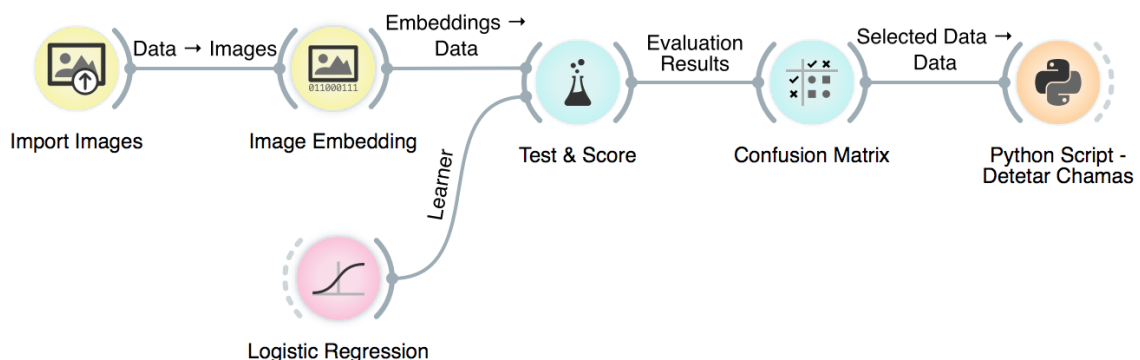 Data → Images
Embeddings →
Data
Evaluation
Results
Selected Data →
Data
011000111
Import Images
Image Embedding
Test & Score
Confusion Matrix
Python Script -
Detetar Chamas
Learner
Logistic Regression